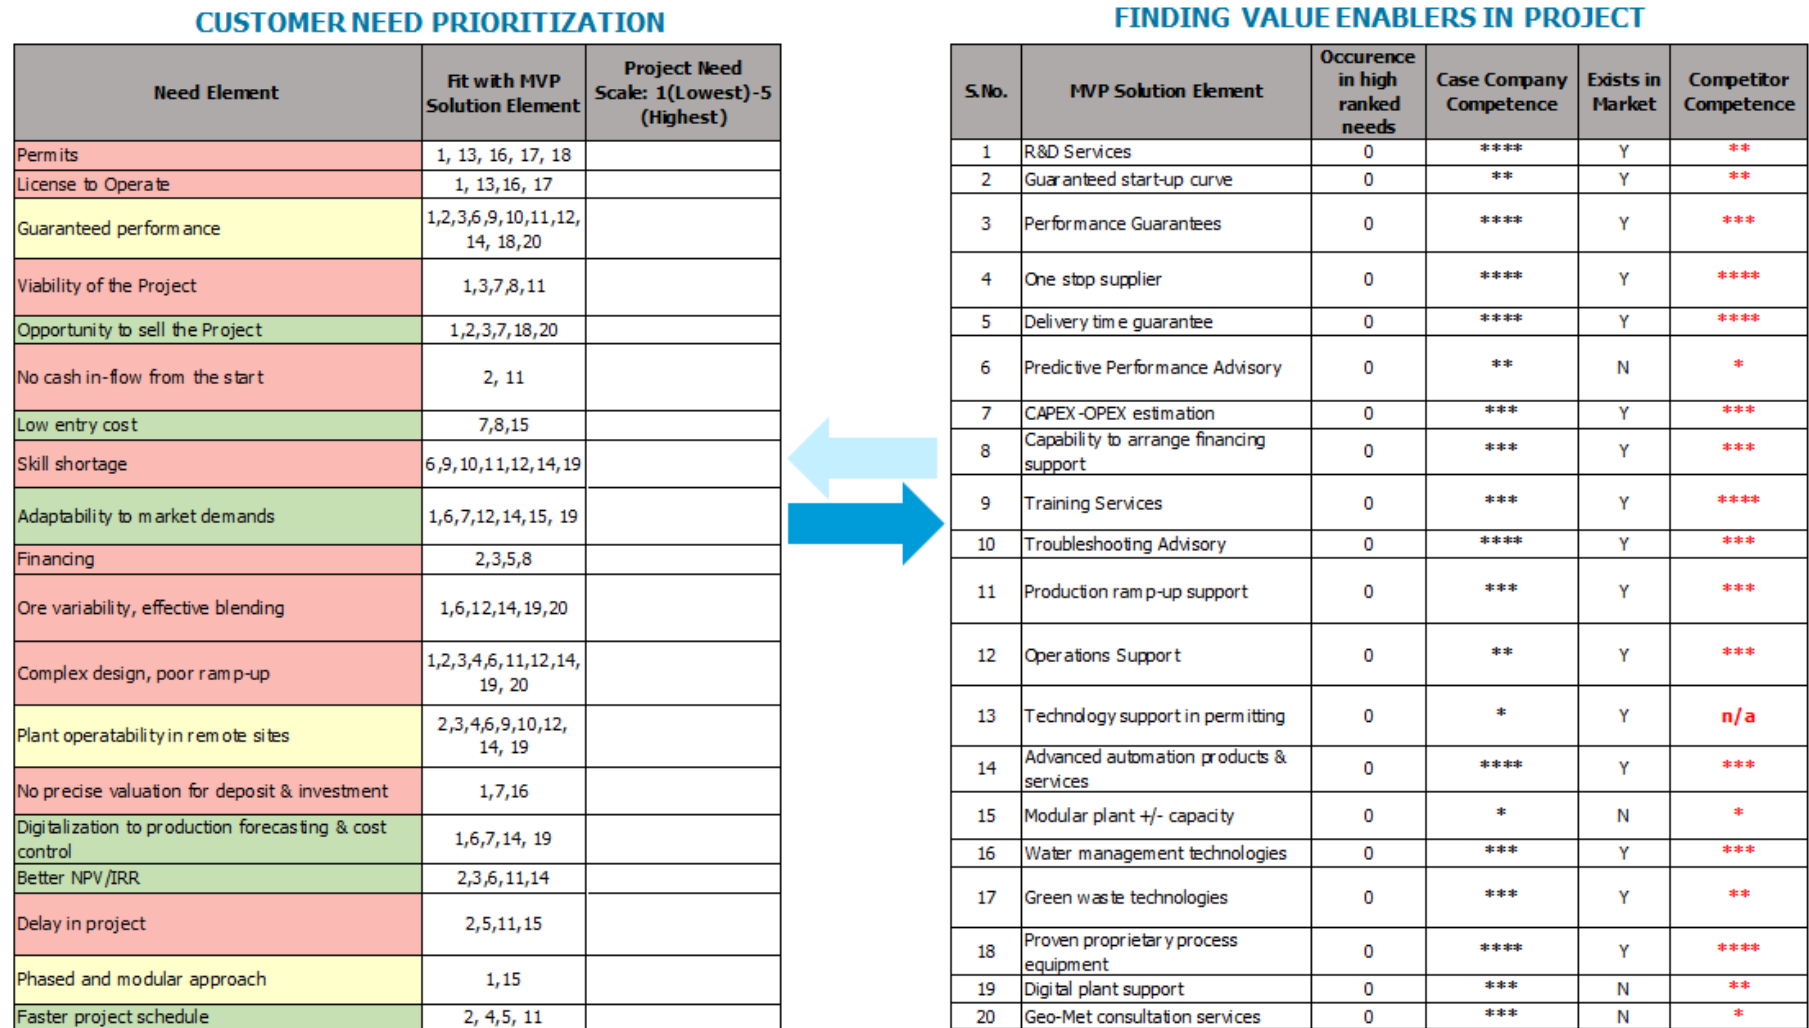 CUSTOMER NEED PRIORITIZATION
Need Element
Fit with MVP
Solution Element
Project Need
Scale: 1(Lowest)-5
(Highest)
Permits
1, 13, 16, 17, 18
License to Operate
1, 13,16, 17
Guaranteed performance
1,2,3,6,9,10,11,12,
14, 18,20
Viability of the Project
1,3,7,8,11
Opportunity to sell the Project
1,2,3,7,18,20
No cash in-flow from the start
2, 11
Low entry cost
7,8,15
Skill shortage
6,9,10,11,12,14,19
Adaptability to market demands
1,6,7,12,14,15, 19
Financing
2,3,5,8
Ore variability, effective blending
1,6,12,14,19,20
Complex design, poor ramp-up
1,2,3,4,6,11,12,14,
19, 20
Plant operatability in remote sites
2,3,4,6,9,10,12,
14, 19
No precise valuation for deposit & investment
1,7,16
Digitalization to production forecasting & cost
control
1,6,7,14, 19
Better NPV/IRR
2,3,6,11,14
Delay in project
2,5,11,15
Phased and modular approach
1,15
Faster project schedule
2, 4,5, 11
FINDING VALUE ENABLERS IN PROJECT
S.No.
MVP Solution Element
Occurence
in high
ranked
needs
Case Company
Competence
Exists in
Market
Competitor
Competence
1 R&D Services 0 **** Y **
2 Guaranteed start-up curve 0 ** Y **
3 Performance Guarantees 0 **** Y ***
4 One stop supplier 0 **** Y ****
5 Delivery time guarantee 0 **** Y ****
6 Predictive Performance Advisory 0 ** N *
7 CAPEX-OPEX estimation 0 *** Y ***
8 Capability to arrange financing
support 0 *** Y ***
9 Training Services 0 *** Y ****
10 Troubleshooting Advisory 0 **** Y ***
11 Production ramp-up support 0 *** Y ***
12 Operations Support 0 ** Y ***
13 Technology support in permitting 0 * Y n/a
14 Advanced automation products &
services 0 **** Y ***
15 Modular plant +/- capacity 0 * N *
16 Water management technologies 0 *** Y ***
17 Green waste technologies 0 *** Y **
18 Proven proprietary process
equipment 0 **** Y ****
19 Digital plant support 0 *** N **
20 Geo-Met consultation services 0 *** N *